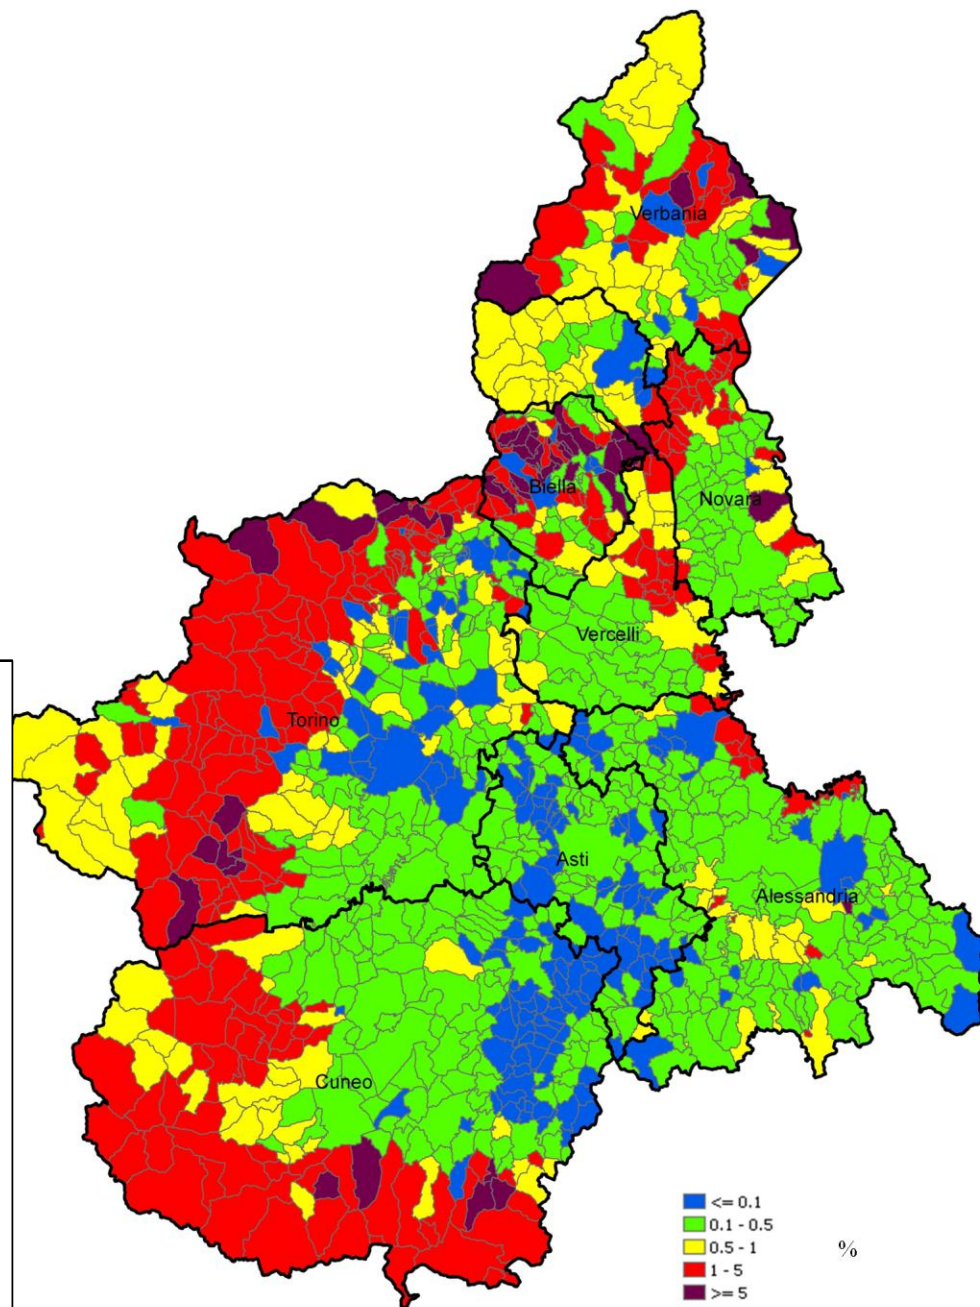 Verbania
Biella
Novara
Vercelli
Torino
Asti
Alessandria
Cuneo
<= 0.1
0.1 - 0.5
0.5 - 1
%
1 - 5
>= 5